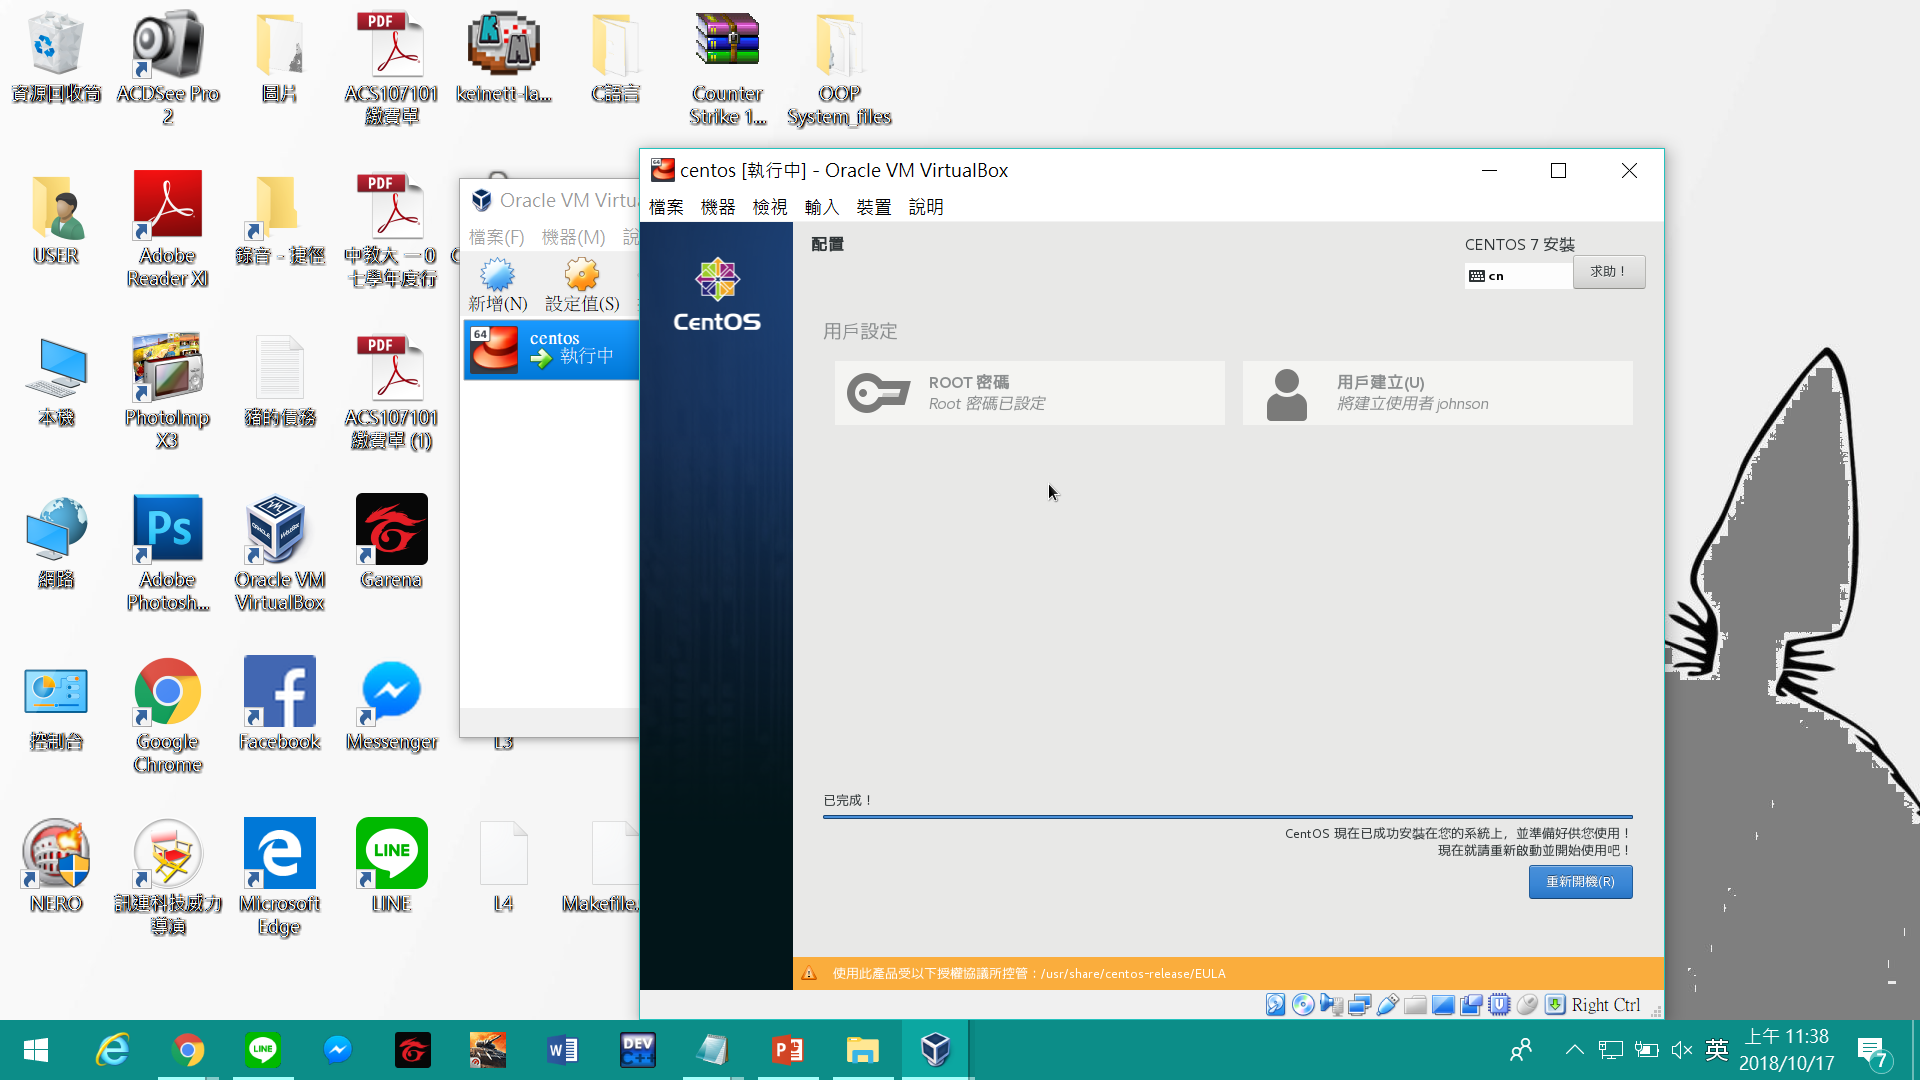 資源回收筒
ACDSee Pro 2
圖片
PDF
ACS107101 繳費單
keinett-la...
C語言
Counter Strike 1....
OOP System_files
USER
Adobe Reader XI
錄音 - 捷徑
PDF
中教大 一0七學年度行
本機
PhotoImp X3
豬的債務
PDF
ACS107101 繳費單 (1)
網路
Ps
Adobe Photosh...
Oracle VM VirtualBox
Garena
控制台
Google Chrome
Facebook
Messenger
L3
NERO
訊連科技威力導演
Microsoft Edge
LINE
LINE
L4
Makefile.
Oracle VM Virtu
檔案(F) 機器(M) 說
新增(N) 設定值(S)
64
centos
執行中
centos [執行中] - Oracle VM VirtualBox
檔案 機器 檢視 輸入 裝置 說明
CentOS
配置
CENTOS 7 安裝
cn
求助！
用戶設定
ROOT 密碼
Root 密碼已設定
用戶建立(U)
將建立使用者 johnson
已完成！
CentOS 現在已成功安裝在您的系統上，並準備好供您使用！
現在就請重新啟動並開始使用吧！
重新開機(R)
使用此產品受以下授權協議所控管：/usr/share/centos-release/EULA
Right Ctrl
LINE
DEV C++
英
上午 11:38
2018/10/17
7